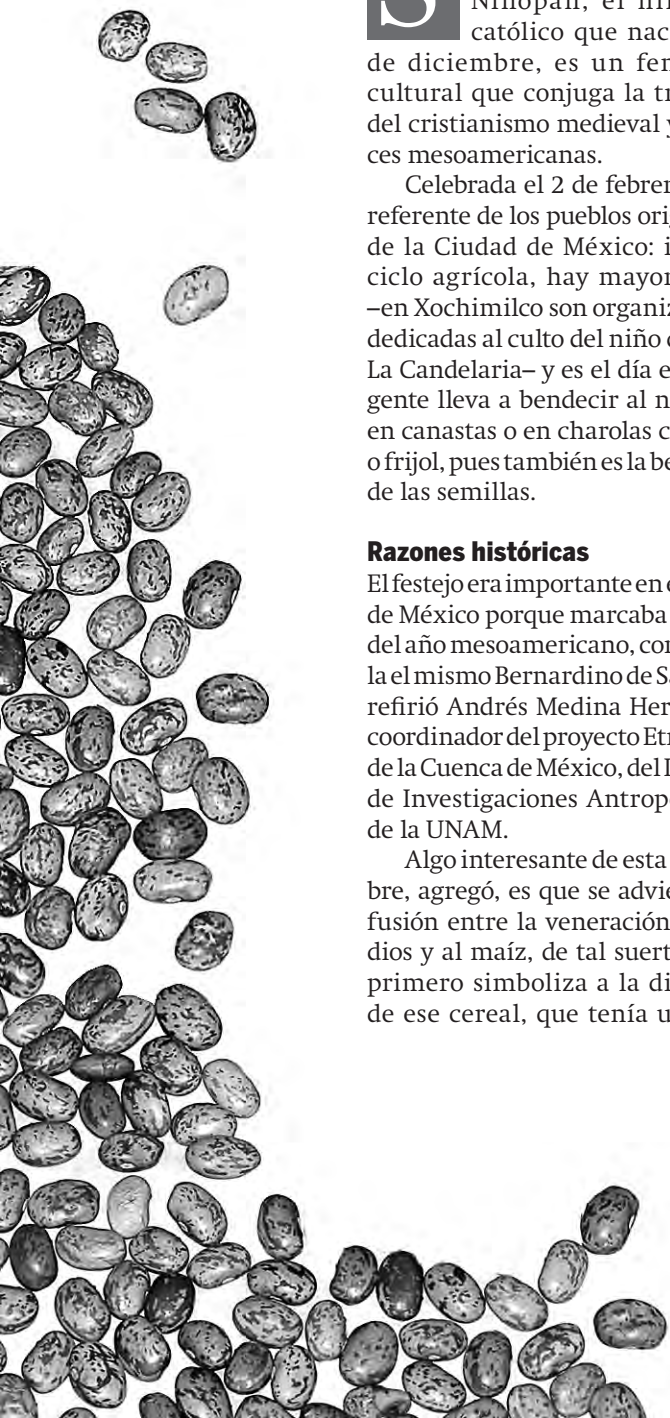 S
Niñopan, el
católico que nac
de diciembre, es un fen
cultural que conjuga la tr
del cristianismo medieval y
ces mesoamericanas.
Celebrada el 2 de febrer
referente de los pueblos orig
de la Ciudad de México: i
ciclo agrícola, hay mayor
–en Xochimilco son organiz
dedicadas al culto del niño d
La Candelaria– y es el día e
gente lleva a bendecir al n
en canastas o en charolas c
o frijol, pues también es la be
de las semillas.
Razones históricas
El festejo era importante en e
de México porque marcaba
del año mesoamericano, con
la el mismo Bernardino de Sa
refirió Andrés Medina Her
coordinador del proyecto Etn
de la Cuenca de México, del I
de Investigaciones Antropo
de la UNAM.
Algo interesante de esta
bre, agregó, es que se advie
fusión entre la veneración
dios y al maíz, de tal suert
primero simboliza a la di
de ese cereal, que tenía u